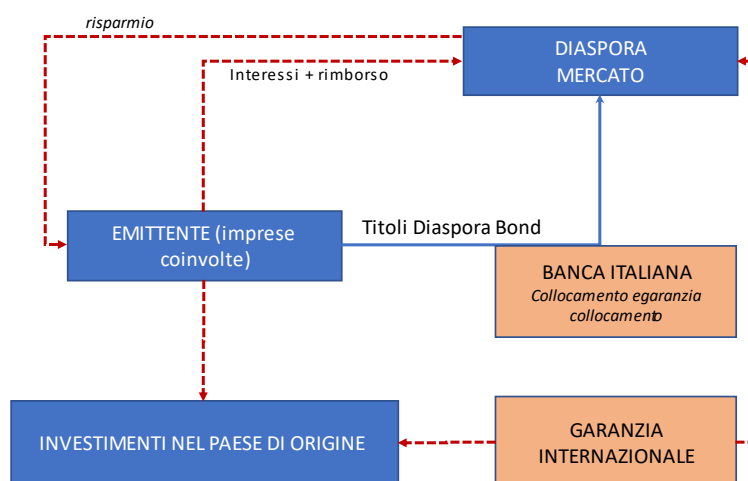 risparmio
DIASPORA
MERCATO
Interessi + rimborso
EMITTENTE (imprese
coinvolte)
Titoli Diaspora Bond
BANCA ITALIANA
Collocamento egaranzia
collocamento
INVESTIMENTI NEL PAESE DI ORIGINE
GARANZIA
INTERNAZIONALE